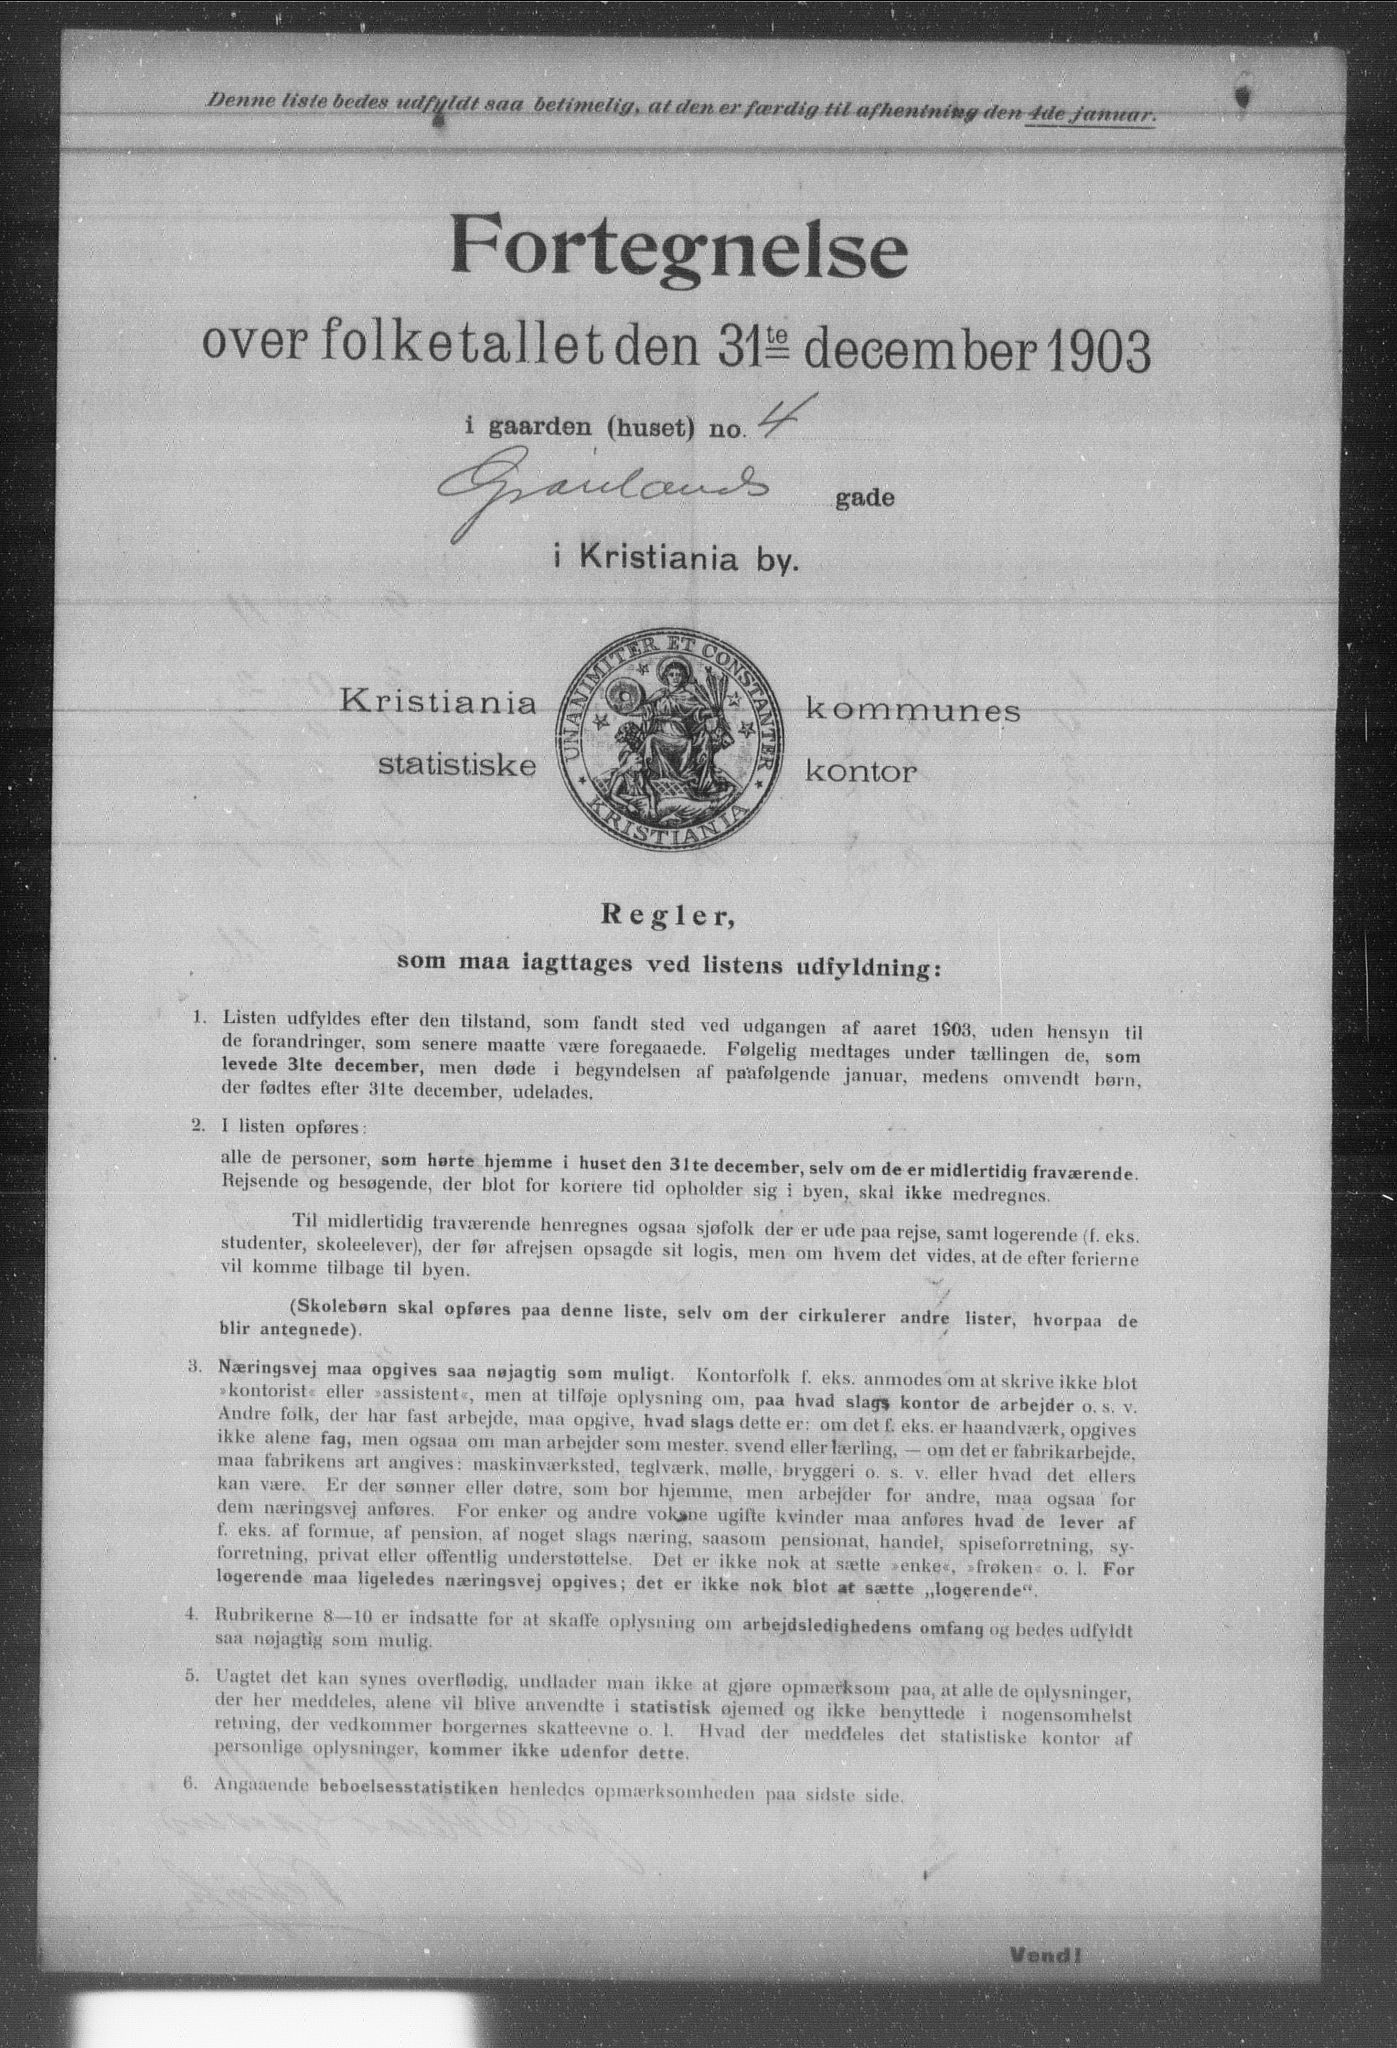 Denne liste bedes udfyldt saa betimelig, at den er færdig til afhentning den 4de januar.
Fortegnelse
over folketallet den 31te december 1903
i gaarden (huset) no. 4
Grønlands gade
i Kristiania by.
Kristiania kommunes
statistiske kontor
UNANIMITER ET CONSTANTER
KRISTIANIA
Regler,
som maa iagttages ved listens udfyldning:
1. Listen udfyldes efter den tilstand, som fandt sted ved udgangen af aaret 1903, uden hensyn til
de forandringer, som senere maatte være foregaaede. Følgelig medtages under tællingen de, som
levede 31te december, men døde i begyndelsen af paafølgende januar, medens omvendt børn,
der fødtes efter 31te december, udelades.
2. I listen opføres:
alle de personer, som hørte hjemme i huset den 31te december, selv om de er midlertidig fraværende.
Rejsende og besøgende, der blot for kortere tid opholder sig i byen, skal ikke medregnes.
Til midlertidig fraværende henregnes ogsaa sjøfolk der er ude paa rejse, samt logerende (f. eks.
studenter, skoleelever), der før afrejsen opsagde sit logis, men om hvem det vides, at de efter ferierne
vil komme tilbage til byen.
(Skolebørn skal opføres paa denne liste, selv om der cirkulerer andre lister, hvorpaa de
blir antegnede).
3. Næringsvej maa opgives saa nøjagtig som muligt. Kontorfolk f. eks. anmodes om at skrive ikke blot
»kontorist« eller »assistent«, men at tilføje oplysning om, paa hvad slags kontor de arbejder o. s. v.
Andre folk, der har fast arbejde, maa opgive, hvad slags dette er: om det f. eks. er haandværk, opgives
ikke alene fag, men ogsaa om man arbejder som mester, svend eller lærling, — om det er fabrikarbejde,
maa fabrikens art angives: maskinværksted, teglværk, mølle, bryggeri o. s. v. eller hvad det ellers
kan være. Er der sønner eller døtre, som bor hjemme, men arbejder for andre, maa ogsaa for
dem næringsvej anføres. For enker og andre voksne ugifte kvinder maa anføres hvad de lever af
f. eks. af formue, af pension, af noget slags næring, saasom pensionat, handel, spiseforretning, sy-
forretning, privat eller offentlig understøttelse. Det er ikke nok at sætte »enke«, »frøken« o. l. For
logerende maa ligeledes næringsvej opgives; det er ikke nok blot at sætte „logerende“.
4. Rubrikerne 8—10 er indsatte for at skaffe oplysning om arbejdsledighedens omfang og bedes udfyldt
saa nøjagtig som mulig.
5. Uagtet det kan synes overflødig, undlader man ikke at gjøre opmærksom paa, at alle de oplysninger,
der her meddeles, alene vil blive anvendte i statistisk øjemed og ikke benyttede i nogensomhelst
retning, der vedkommer borgernes skatteevne o. l. Hvad der meddeles det statistiske kontor af
personlige oplysninger, kommer ikke udenfor dette.
6. Angaaende beboelsesstatistiken henledes opmærksomheden paa sidste side.
Vend!